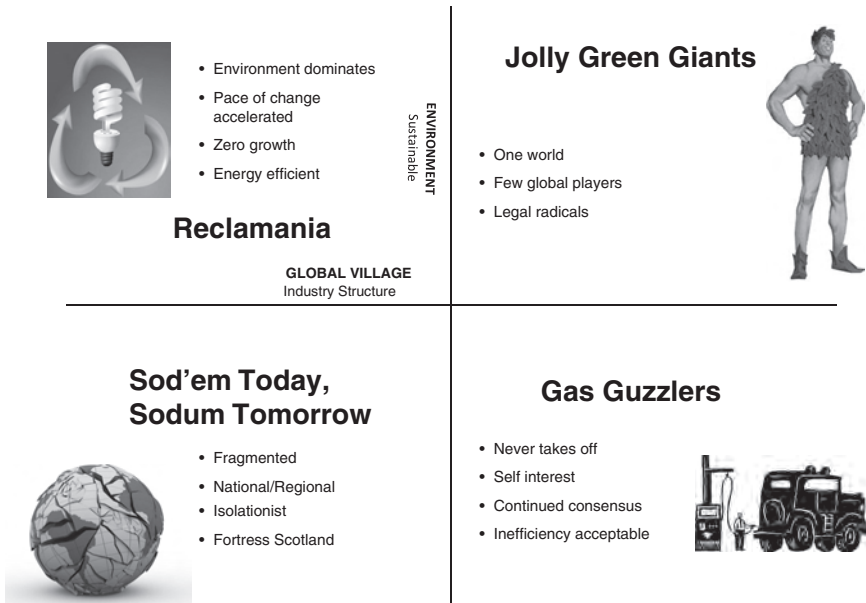 • Environment dominates
• Pace of change
accelerated
• Zero growth
• Energy efficient
Reclamania
ENVIRONMENT
Sustainable
GLOBAL VILLAGE
Industry Structure
Jolly Green Giants
• One world
• Few global players
• Legal radicals
Sod’em Today,
Sodum Tomorrow
• Fragmented
• National/Regional
• Isolationist
• Fortress Scotland
Gas Guzzlers
• Never takes off
• Self interest
• Continued consensus
• Inefficiency acceptable